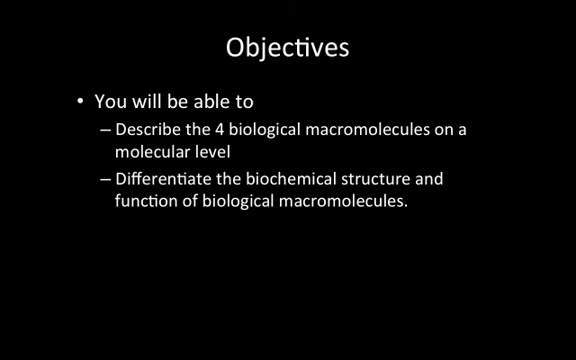 Objectives
• You will be able to
– Describe the 4 biological macromolecules on a
molecular level
– Differentiate the biochemical structure and
function of biological macromolecules.